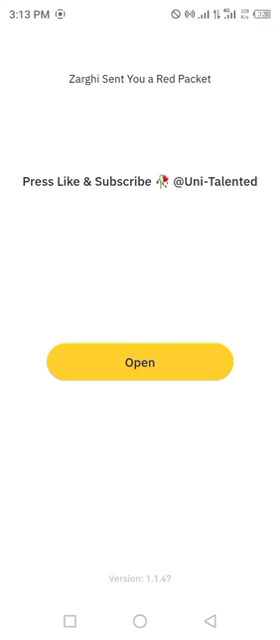 3:13 PM
Zarghi Sent You a Red Packet
Press Like & Subscribe 🥀 @Uni-Talented
Open
Version: 1.1.47